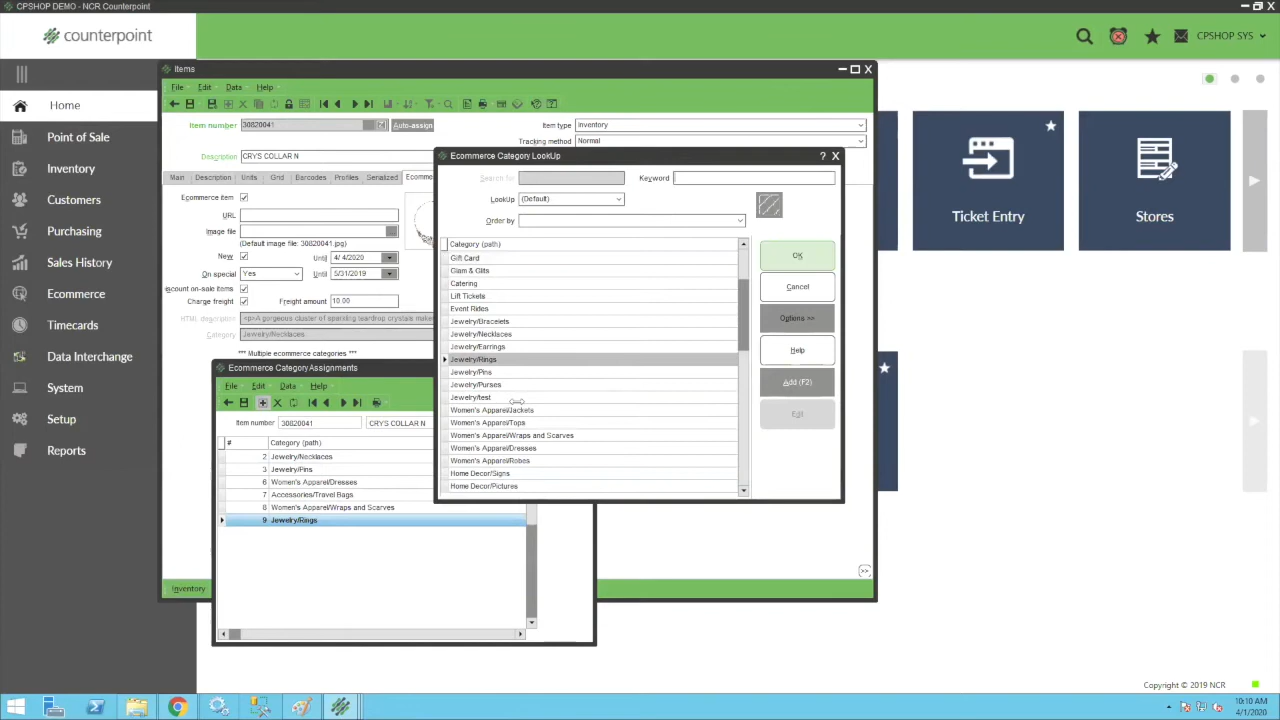 CPSHOP DEMO - NCR Counterpoint
counterpoint
CPSHOP SYS
Home
Point of Sale
Inventory
Customers
Purchasing
Sales History
Ecommerce
Timecards
Data Interchange
System
Setup
Reports
Items
File Edit Data Help
Item number 30820041 Auto-assign
Item type Inventory
Tracking method Normal
Description CRYS COLLAR N
Main Description Units Grid Barcodes Profiles Serialized Ecomme
Ecommerce item
URL
Image file
(Default image file: 30820041.jpg)
New Until 4/ 4/2020
On special Yes Until 5/31/2019
iscount on-sale items
Charge freight Freight amount 10.00
HTML description <p>A gorgeous cluster of sparkling teardrop crystals makes
Category Jewelry/Necklaces
*** Multiple ecommerce categories ***
Inventory
>>
Ecommerce Category Assignments
File Edit Data Help
Item number 30820041 CRYS COLLAR N
# Category (path)
2 Jewelry/Necklaces
3 Jewelry/Pins
6 Women's Apparel/Dresses
7 Accessories/Travel Bags
8 Women's Apparel/Wraps and Scarves
9 Jewelry/Rings
Ecommerce Category LookUp
?
Search for
Keyword
LookUp (Default)
Order by
Category (path)
Gift Card
Glam & Glits
Catering
Lift Tickets
Event Rides
Jewelry/Bracelets
Jewelry/Necklaces
Jewelry/Earrings
Jewelry/Rings
Jewelry/Pins
Jewelry/Purses
Jewelry/test
Women's Apparel/Jackets
Women's Apparel/Tops
Women's Apparel/Wraps and Scarves
Women's Apparel/Dresses
Women's Apparel/Robes
Home Decor/Signs
Home Decor/Pictures
OK
Cancel
Options >>
Help
Add (F2)
Edit
Ticket Entry
Stores
Copyright © 2019 NCR
10:10 AM
4/1/2020